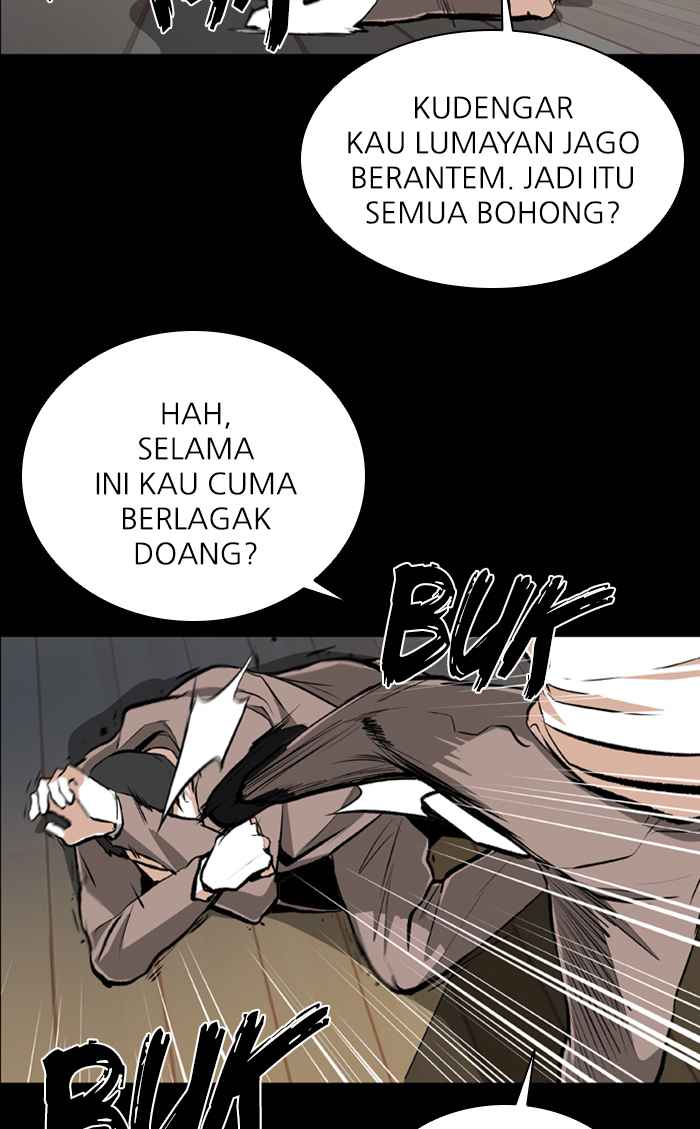 KUDENGAR
KAU LUMAYAN JAGO
BERANTEM. JADI ITU
SEMUA BOHONG?
HAH,
SELAMA
INI KAU CUMA
BERLAGAK
DOANG?
BUK
BUK